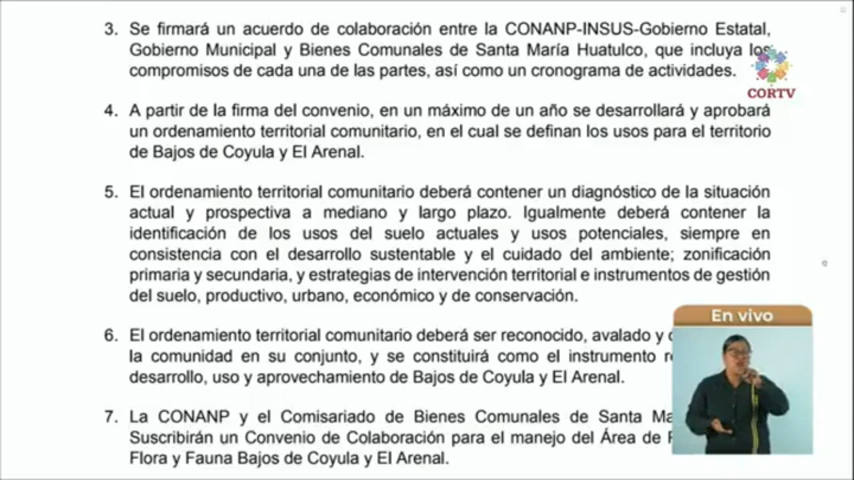 3. Se firmará un acuerdo de colaboración entre la CONANP-INSUS-Gobierno Estatal,
Gobierno Municipal y Bienes Comunales de Santa María Huatulco, que incluya los
compromisos de cada una de las partes, así como un cronograma de actividades.
CORTV
4. A partir de la firma del convenio, en un máximo de un año se desarrollará y aprobará
un ordenamiento territorial comunitario, en el cual se definan los usos para el territorio
de Bajos de Coyula y El Arenal.
5. El ordenamiento territorial comunitario deberá contener un diagnóstico de la situación
actual y prospectiva a mediano y largo plazo. Igualmente deberá contener la
identificación de los usos del suelo actuales y usos potenciales, siempre en
consistencia con el desarrollo sustentable y el cuidado del ambiente; zonificación
primaria y secundaria, y estrategias de intervención territorial e instrumentos de gestión
del suelo, productivo, urbano, económico y de conservación.
En vivo
6. El ordenamiento territorial comunitario deberá ser reconocido, avalado y
la comunidad en su conjunto, y se constituirá como el instrumento
desarrollo, uso y aprovechamiento de Bajos de Coyula y El Arenal.
7. La CONANP y el Comisariado de Bienes Comunales de Santa
Suscribirán un Convenio de Colaboración para el manejo del Área de
Flora y Fauna Bajos de Coyula y El Arenal.